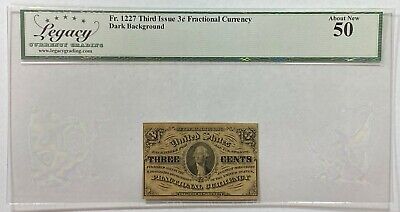 Legacy
CURRENCY GRADING
www.legacygrading.com
Fr. 1227 Third Issue 3¢ Fractional Currency
Dark Background
About New
50
United States
THREE CENTS
FRACTIONAL CURRENCY